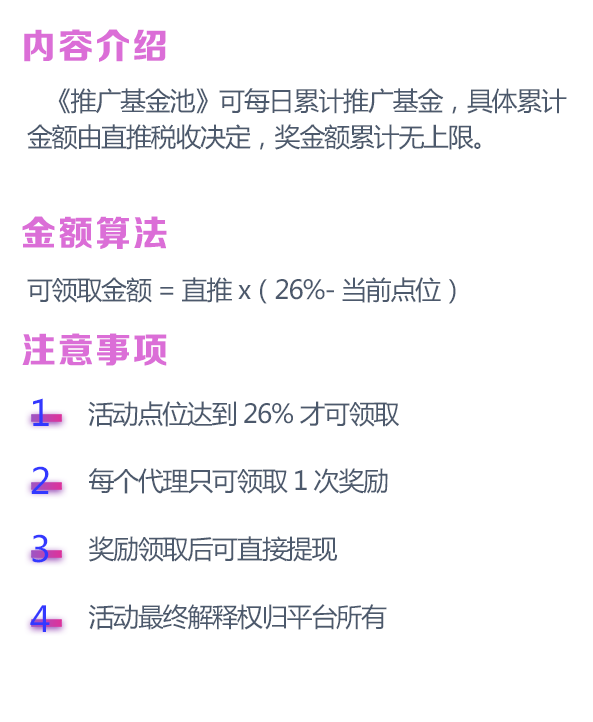 内容介绍
《推广基金池》可每日累计推广基金，具体累计
金额由直推税收决定，奖金额累计无上限。
金额算法
可领取金额 = 直推 x（ 26%- 当前点位 ）
注意事项
1 活动点位达到 26% 才可领取
2 每个代理只可领取 1 次奖励
3 奖励领取后可直接提现
4 活动最终解释权归平台所有